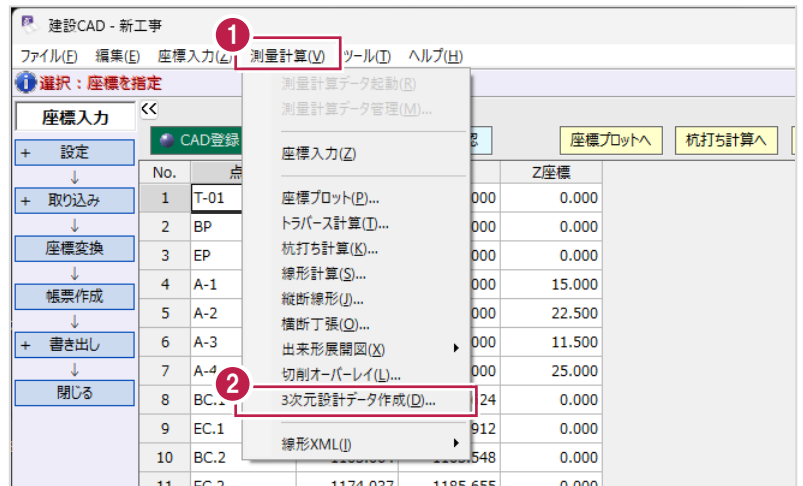 建設CAD - 新工事
1
ファイル(F) 編集(E) 座標入力(Z) 測量計算(V) ツール(T) ヘルプ(H)
選択：座標を指定
座標入力
+ 設定
↓
+ 取り込み
↓
座標変換
↓
帳票作成
↓
+ 書き出し
↓
閉じる
<<
CAD登録
座標プロットへ
杭打ち計算へ
測量計算データ起動(R)
測量計算データ管理(M)...
座標入力(Z)
座標プロット(P)...
トラバース計算(T)...
杭打ち計算(K)...
線形計算(S)...
縦断線形(J)...
横断丁張(O)...
出来形展開図(X)
切削オーバーレイ(L)...
2
3次元設計データ作成(D)...
線形XML(I)
No. 点 Z座標
1 T-01 000 0.000
2 BP 000 0.000
3 EP 000 0.000
4 A-1 000 15.000
5 A-2 000 22.500
6 A-3 000 11.500
7 A-4 000 25.000
8 BC.1 24 0.000
9 EC.1 912 0.000
10 BC.2 548 0.000
11 EC.2 1174.037 1185.655 0.000